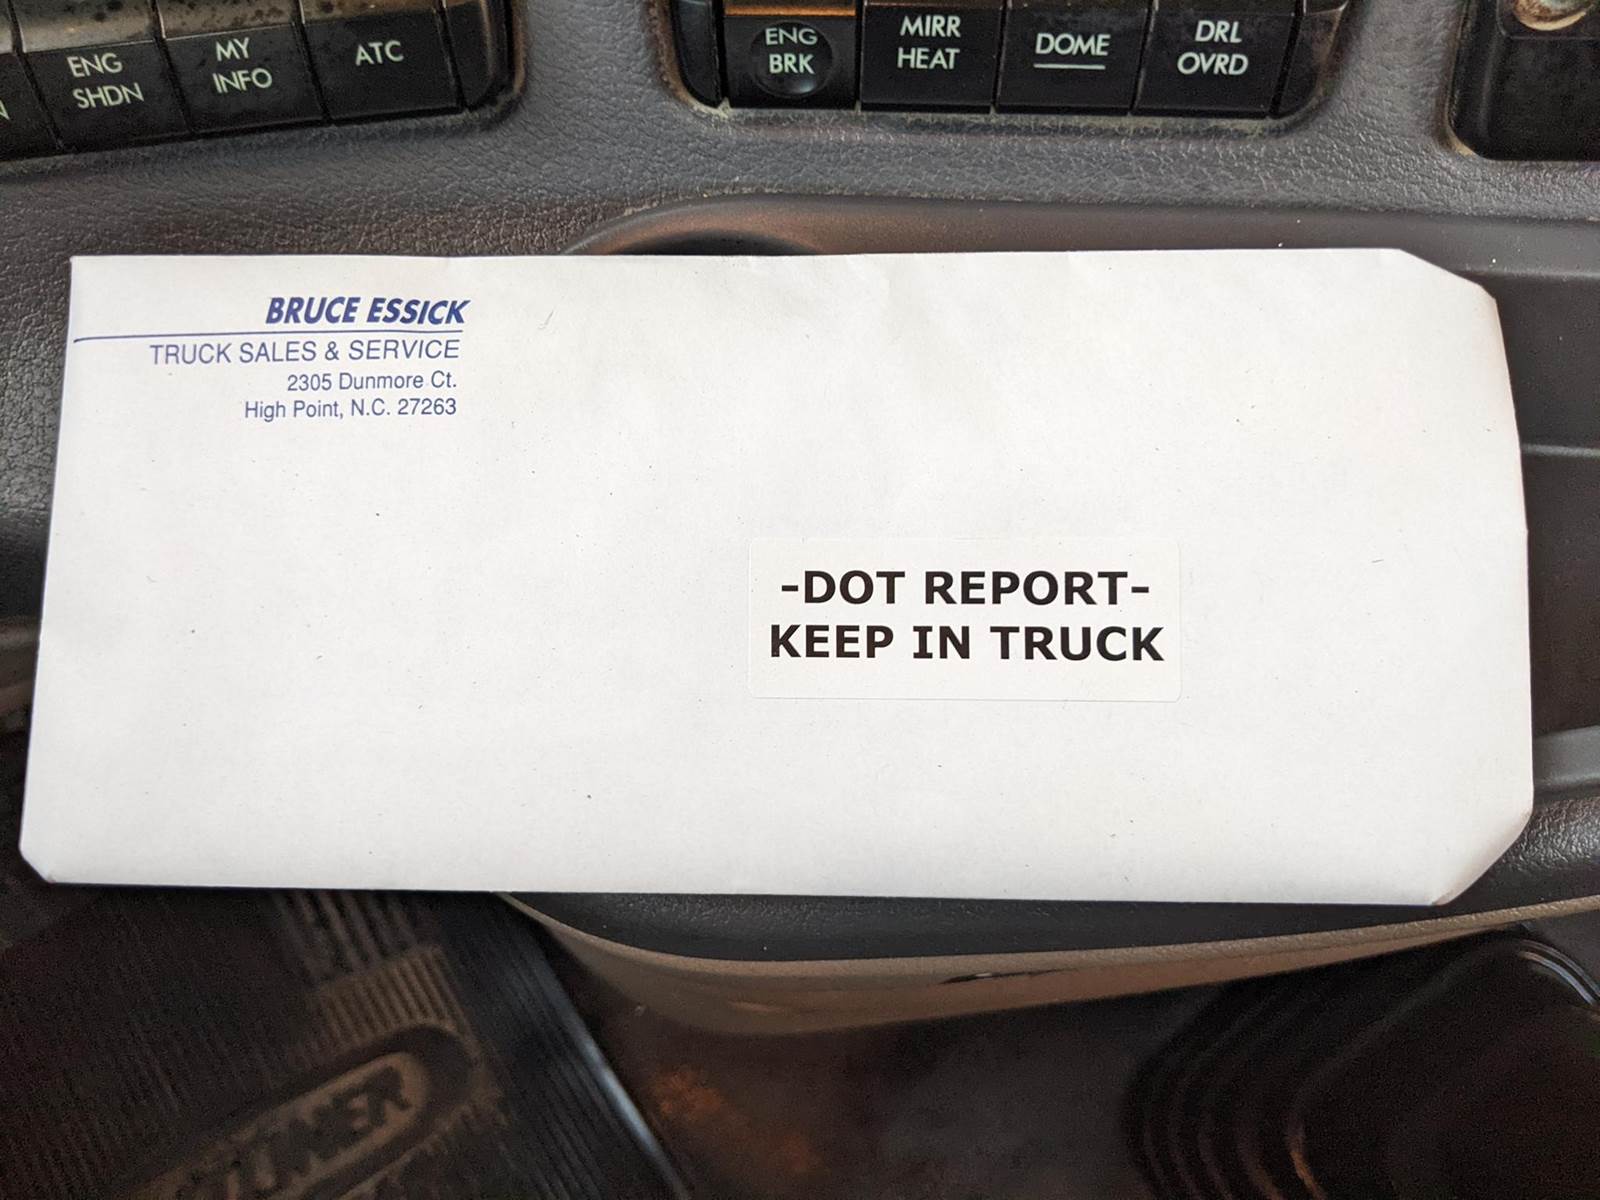 ENG
SHDN
MY
INFO
ATC
ENG
BRK
MIRR
HEAT
DOME
DRL
OVRD
BRUCE ESSICK
TRUCK SALES & SERVICE
2305 Dunmore Ct.
High Point, N.C. 27263
-DOT REPORT-
KEEP IN TRUCK